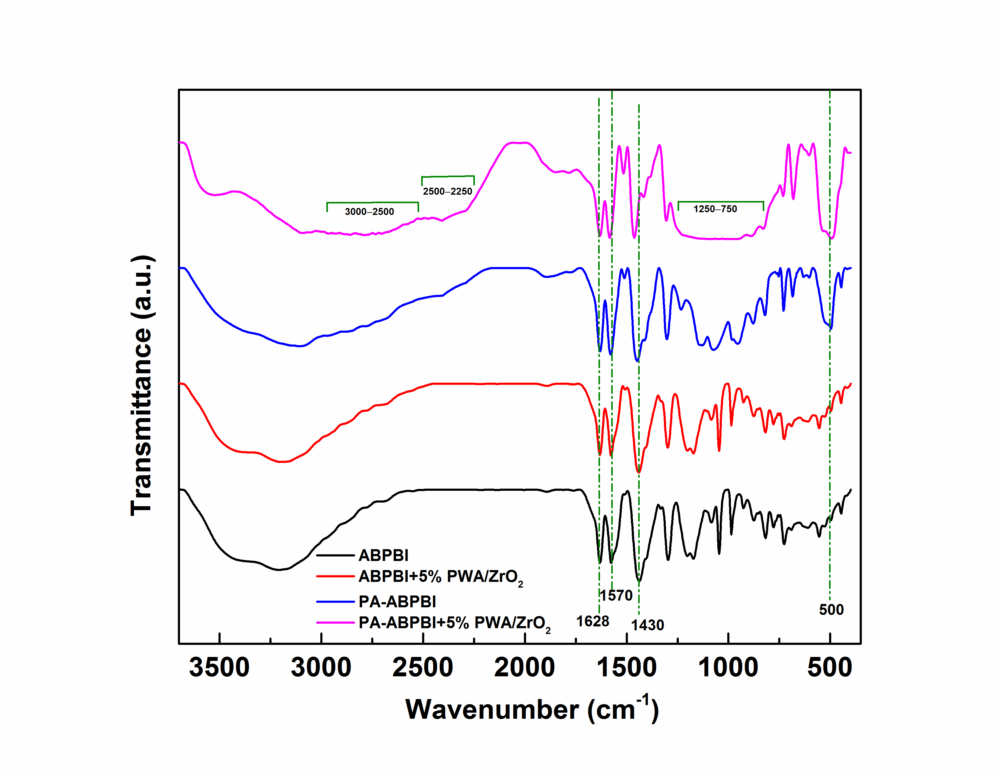 2500–2250
3000–2500
1250–750
Transmittance (a.u.)
ABPBI
ABPBI+5% PWA/ZrO₂
PA-ABPBI
PA-ABPBI+5% PWA/ZrO₂
1570
1628
1430
500
3500 3000 2500 2000 1500 1000 500
Wavenumber (cm⁻¹)